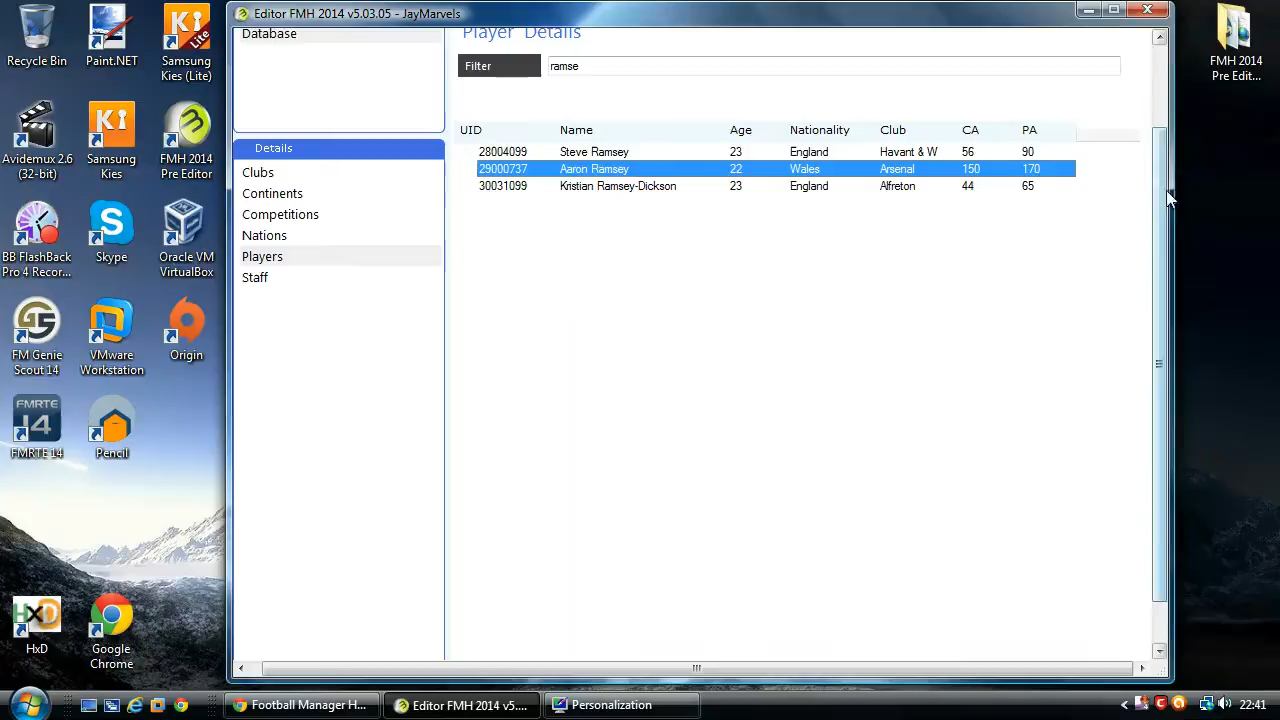 Editor FMH 2014 v5.03.05 - JayMarvels
Recycle Bin
Paint.NET
Samsung Kies (Lite)
Avidemux 2.6 (32-bit)
Samsung Kies
FMH 2014 Pre Editor
BB FlashBack Pro 4 Recor...
Skype
Oracle VM VirtualBox
FM Genie Scout 14
VMware Workstation
Origin
FMRTE 14
Pencil
HxD
Google Chrome
FMH 2014 Pre Edit...
Database
Details
Clubs
Continents
Competitions
Nations
Players
Staff
Player Details
Filter ramse
UID Name Age Nationality Club CA PA
28004099 Steve Ramsey 23 England Havant & W 56 90
29000737 Aaron Ramsey 22 Wales Arsenal 150 170
30031099 Kristian Ramsey-Dickson 23 England Alfreton 44 65
Football Manager H...
Editor FMH 2014 v5....
Personalization
22:41